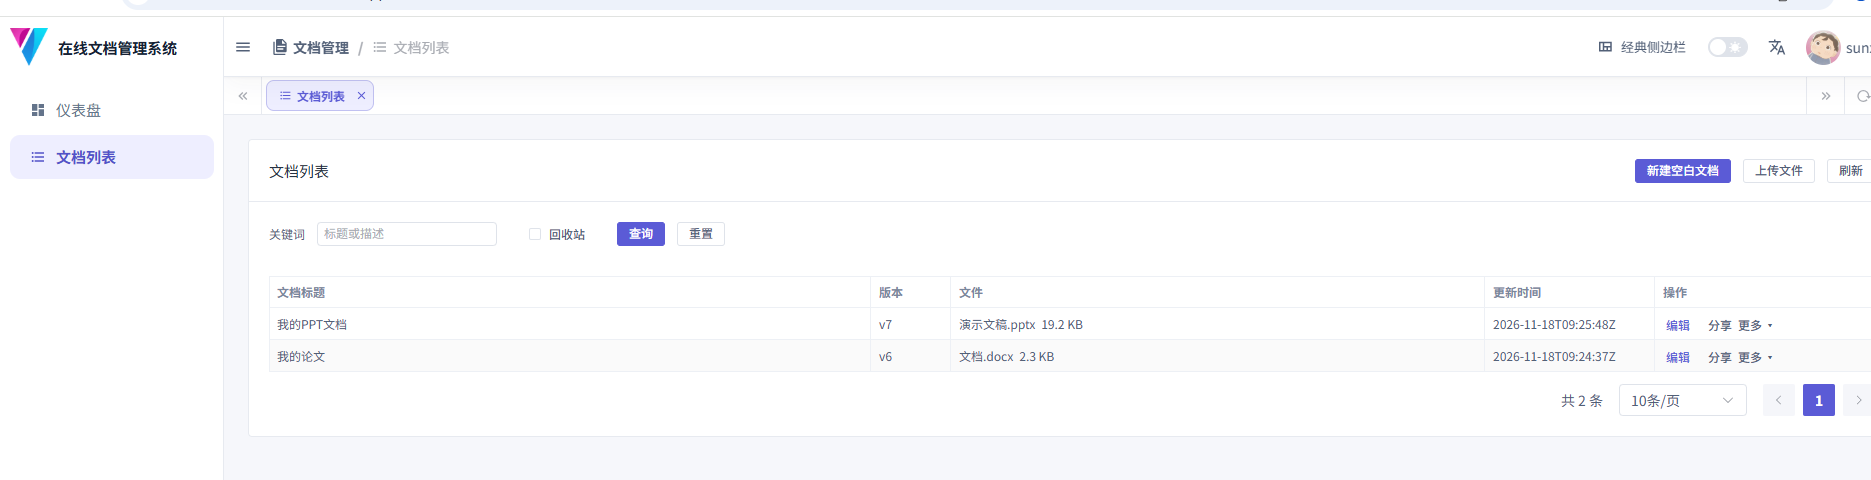 在线文档管理系统
文档管理 / 文档列表
经典侧边栏
文档列表
仪表盘
文档列表
文档列表
新建空白文档 上传文件 刷新
关键词 标题或描述 回收站 查询 重置
文档标题 版本 文件 更新时间 操作
我的PPT文档 v7 演示文稿.pptx 19.2 KB 2026-11-18T09:25:48Z 编辑 分享 更多
我的论文 v6 文档.docx 2.3 KB 2026-11-18T09:24:37Z 编辑 分享 更多
共 2 条 10条/页 1